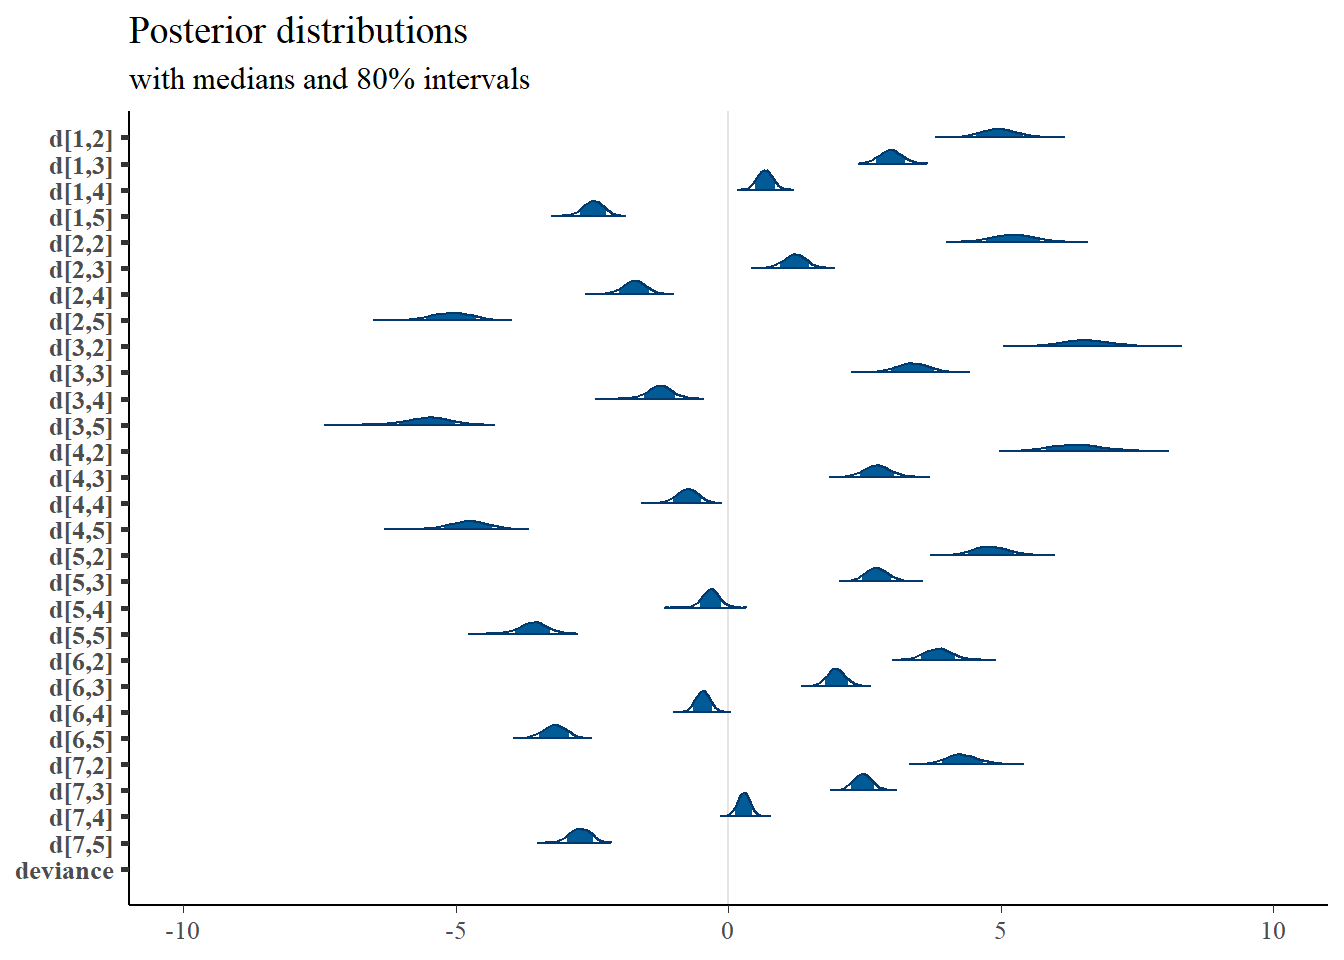 Posterior distributions
with medians and 80% intervals
d[1,2]
d[1,3]
d[1,4]
d[1,5]
d[2,2]
d[2,3]
d[2,4]
d[2,5]
d[3,2]
d[3,3]
d[3,4]
d[3,5]
d[4,2]
d[4,3]
d[4,4]
d[4,5]
d[5,2]
d[5,3]
d[5,4]
d[5,5]
d[6,2]
d[6,3]
d[6,4]
d[6,5]
d[7,2]
d[7,3]
d[7,4]
d[7,5]
deviance
-10 -5 0 5 10